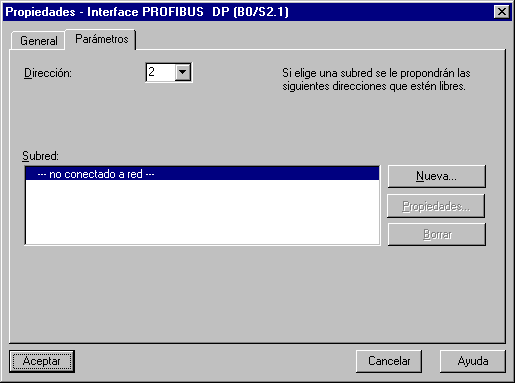 Propiedades - Interface PROFIBUS DP (B0/S2.1)
General
Parámetros
Dirección:
2
Si elige una subred se le propondrán las
siguientes direcciones que estén libres.
Subred:
--- no conectado a red ---
Nueva...
Propiedades...
Borrar
Aceptar
Cancelar
Ayuda